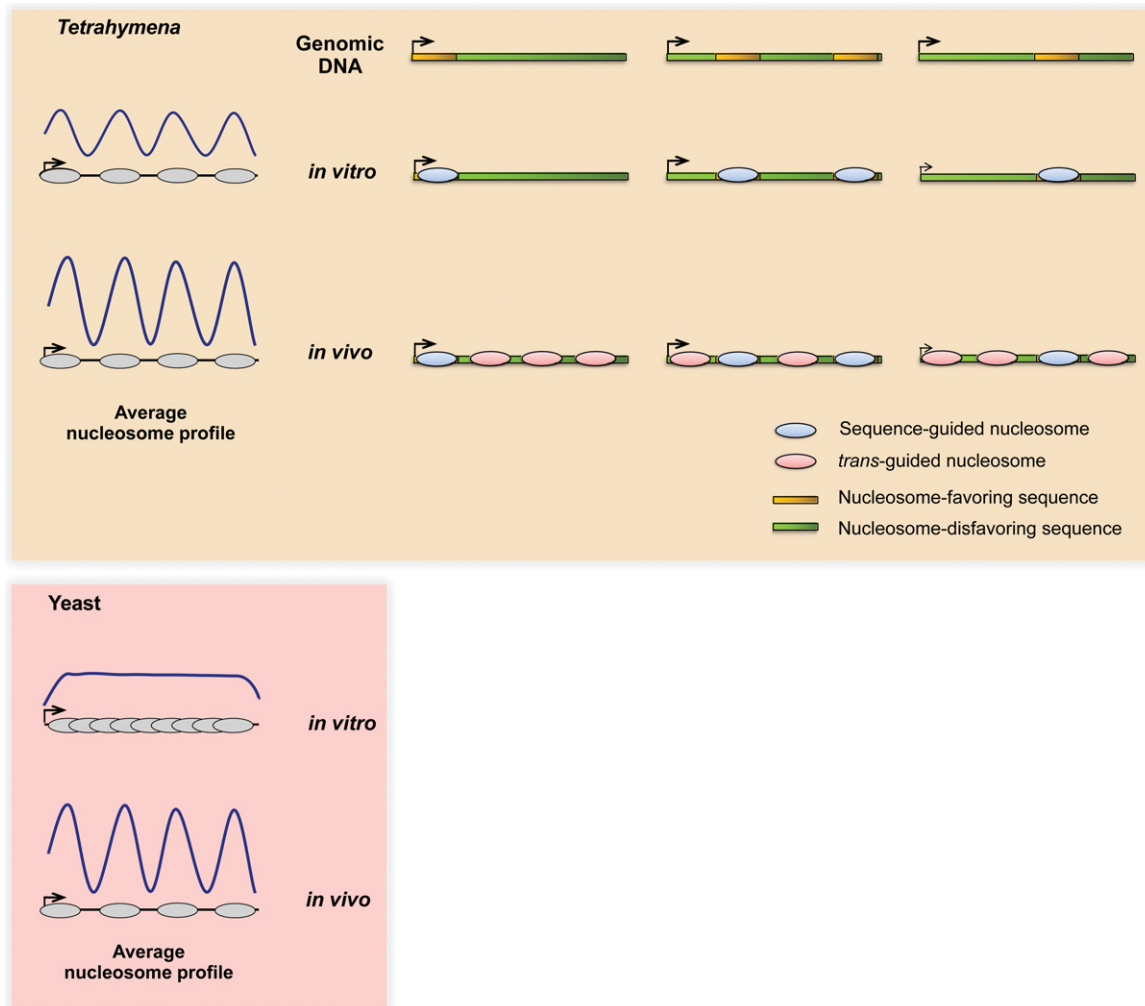 Tetrahymena
Genomic
DNA
in vitro
in vivo
Average
nucleosome profile
Sequence-guided nucleosome
trans-guided nucleosome
Nucleosome-favoring sequence
Nucleosome-disfavoring sequence
Yeast
in vitro
in vivo
Average
nucleosome profile